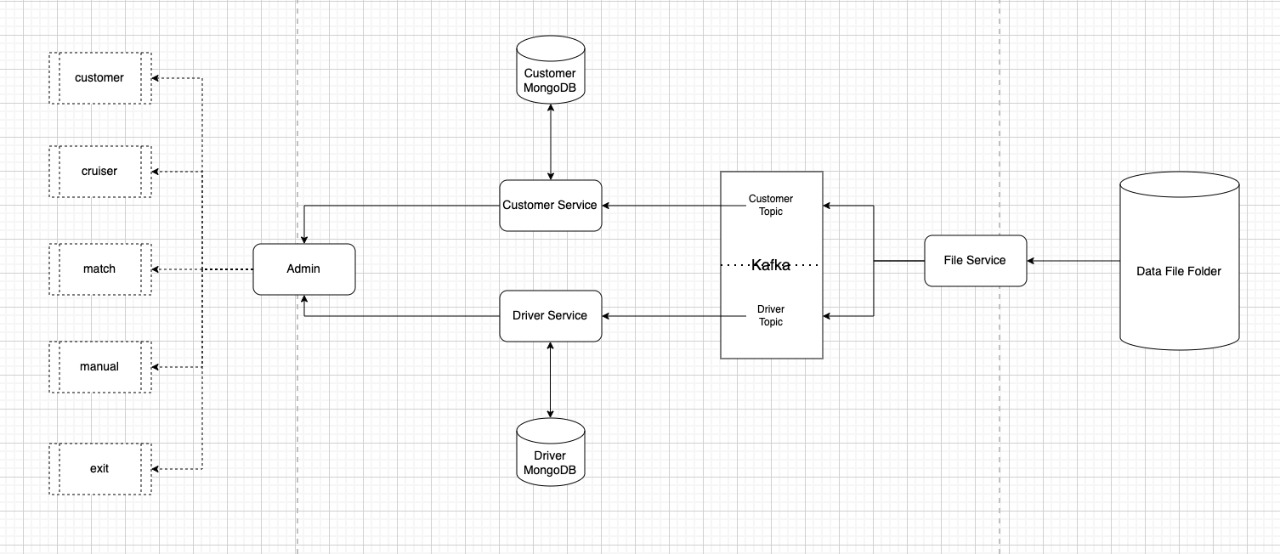 customer
cruiser
match
manual
exit
Admin
Customer
MongoDB
Customer Service
Driver Service
Driver
MongoDB
Customer
Topic
Kafka
Driver
Topic
File Service
Data File Folder